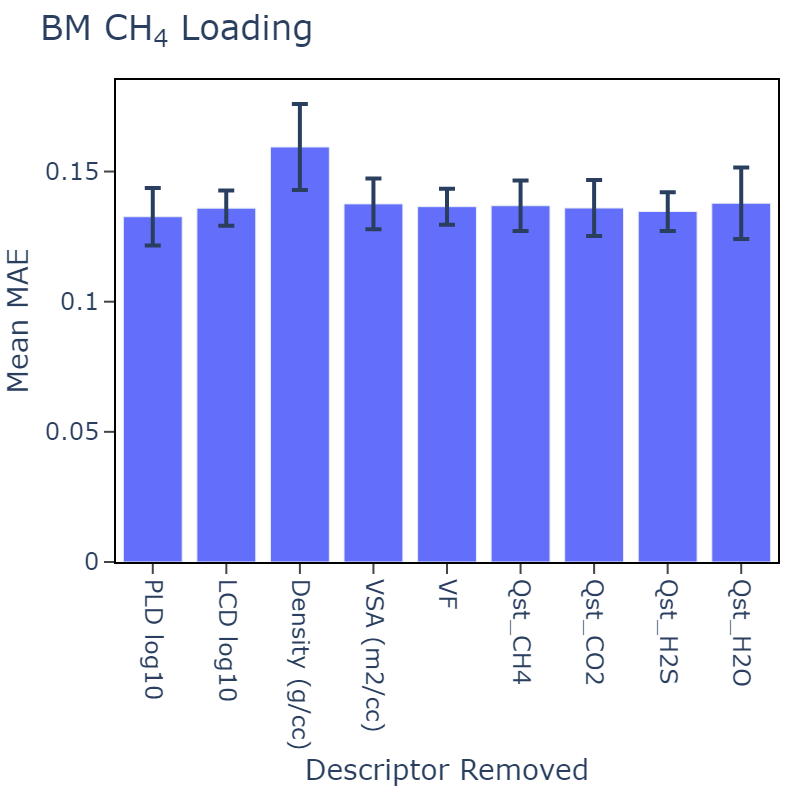 BM CH₄ Loading
Mean MAE
0.15
0.1
0.05
0
PLD log10
LCD log10
Density (g/cc)
VSA (m2/cc)
VF
Qst_CH4
Qst_CO2
Qst_H2S
Qst_H2O
Descriptor Removed